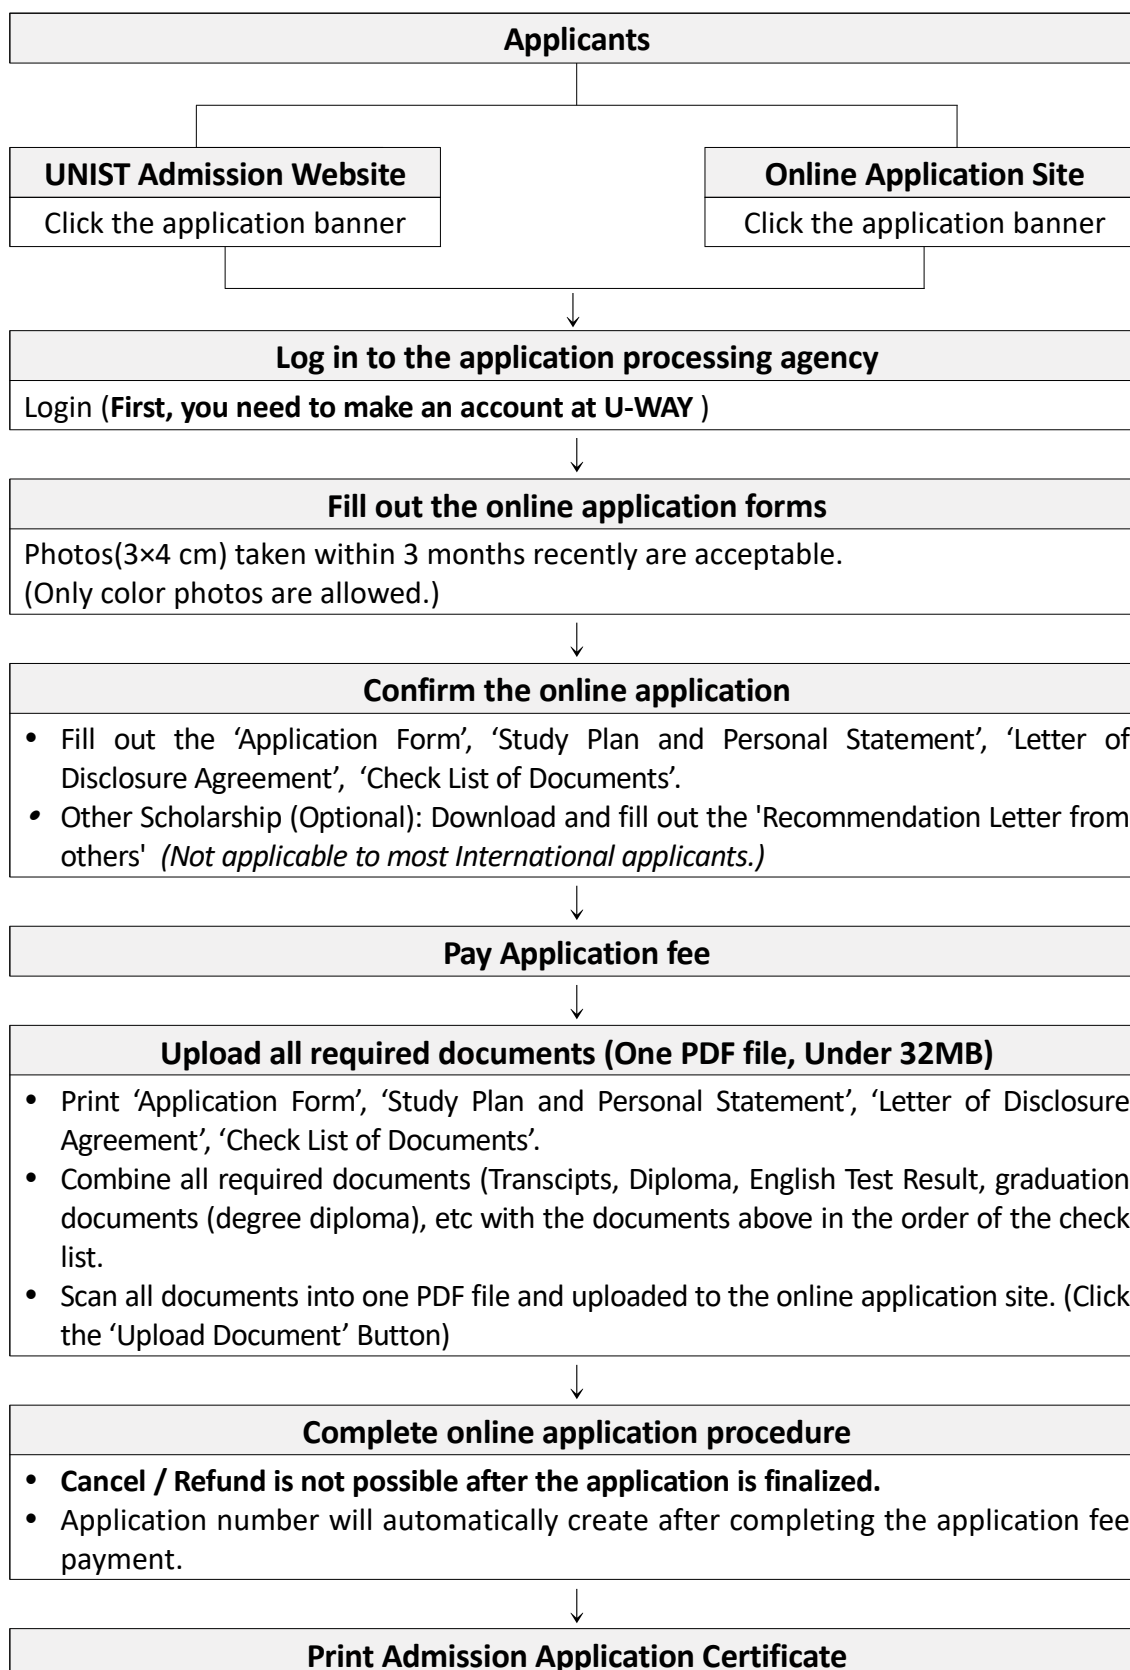 Applicants
UNIST Admission Website
Click the application banner
Online Application Site
Click the application banner
Log in to the application processing agency
Login (First, you need to make an account at U-WAY )
Fill out the online application forms
Photos(3×4 cm) taken within 3 months recently are acceptable.
(Only color photos are allowed.)
Confirm the online application
• Fill out the ‘Application Form’, ‘Study Plan and Personal Statement’, ‘Letter of
Disclosure Agreement’, ‘Check List of Documents’.
• Other Scholarship (Optional): Download and fill out the 'Recommendation Letter from
others' (Not applicable to most International applicants.)
Pay Application fee
Upload all required documents (One PDF file, Under 32MB)
• Print ‘Application Form’, ‘Study Plan and Personal Statement’, ‘Letter of Disclosure
Agreement’, ‘Check List of Documents’.
• Combine all required documents (Transcipts, Diploma, English Test Result, graduation
documents (degree diploma), etc with the documents above in the order of the check
list.
• Scan all documents into one PDF file and uploaded to the online application site. (Click
the ‘Upload Document’ Button)
Complete online application procedure
• Cancel / Refund is not possible after the application is finalized.
• Application number will automatically create after completing the application fee
payment.
Print Admission Application Certificate